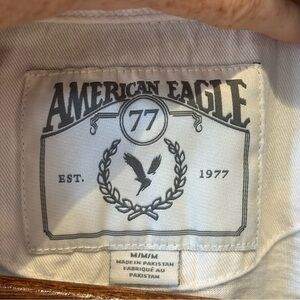 AMERICAN EAGLE
77
EST. 1977
M/M/M
MADE IN PAKISTAN
FABRIQUÉ AU
PAKISTAN